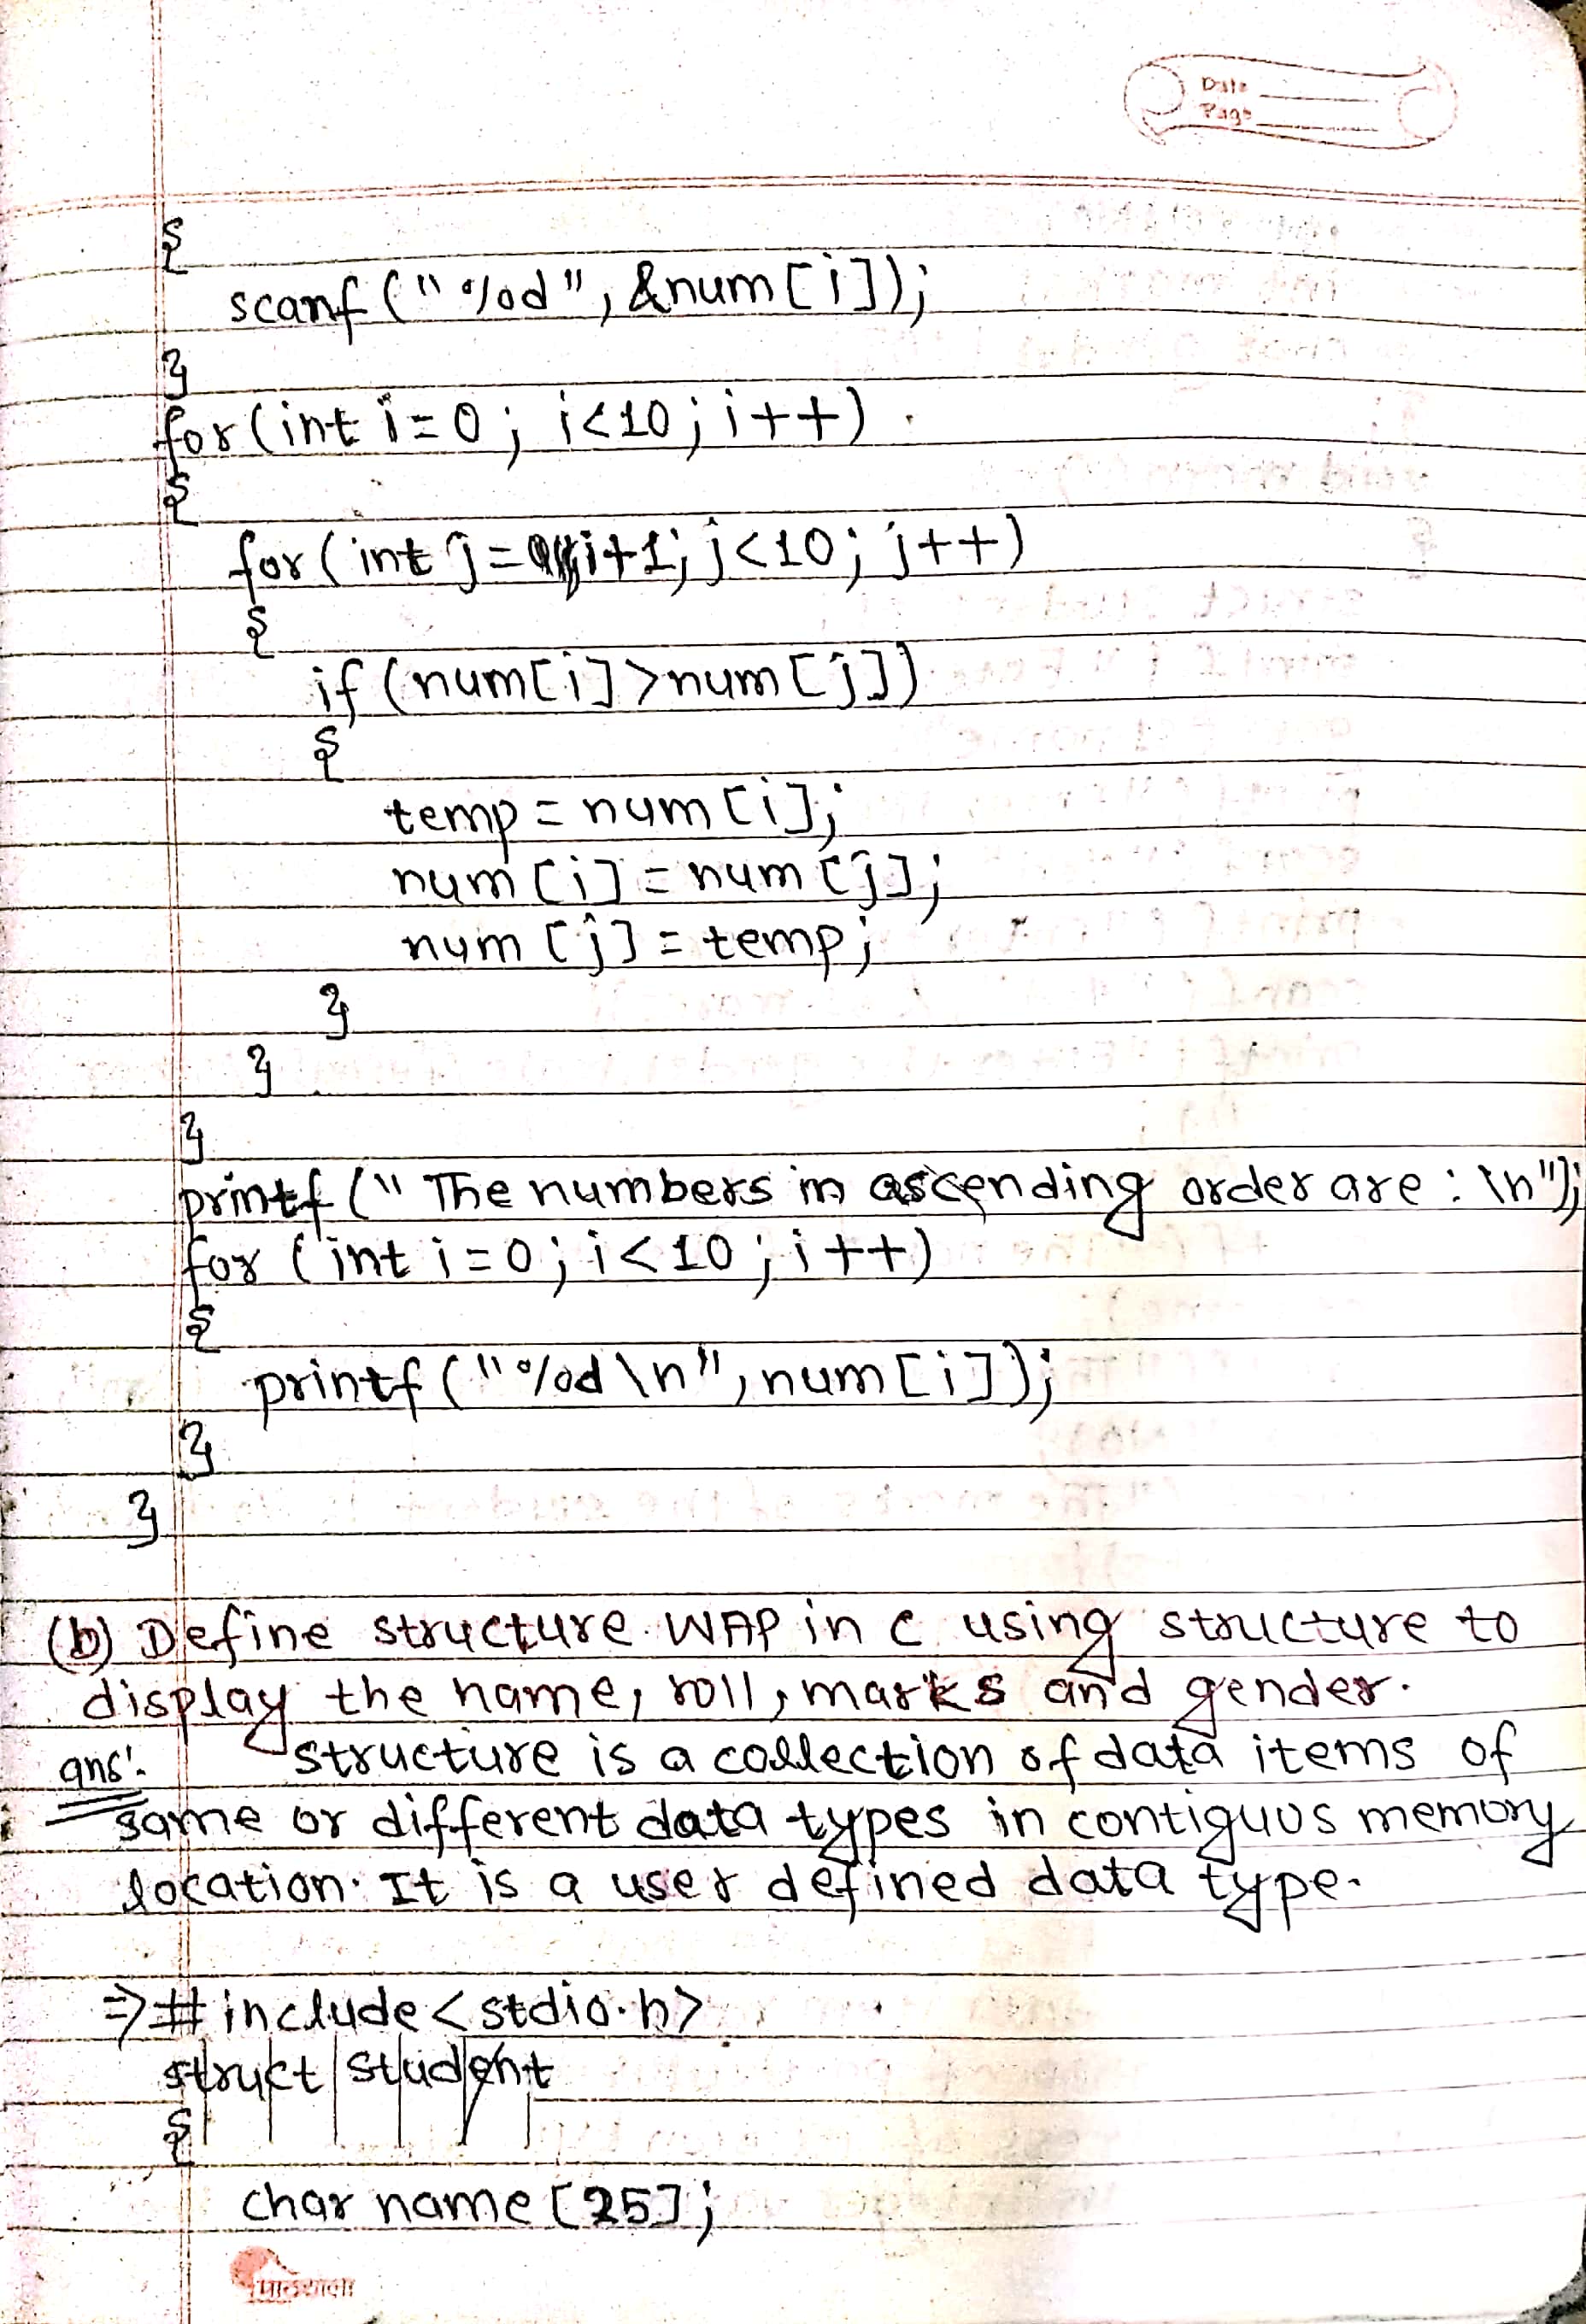 Date
Page
{
scanf ("%d", &num[i]);
}
for(int i=0; i<10; i++)
{
for(int j=i+1; j<10; j++)
{
if (num[i]>num[j])
{
temp = num[i];
num[i] = num[j];
num[j] = temp;
}
}
}
printf (" The numbers in ascending order are : \n");
for (int i=0; i<10; i++)
{
printf ("%d\n", num[i]);
}
}
(b) Define structure. WAP in c using structure to
display the name, roll, marks and gender.
ans: structure is a collection of data items of
same or different data types in contiguos memory
location. It is a user defined data type.
=> #include <stdio.h>
struct student
{
char name [25];
पाठशाला